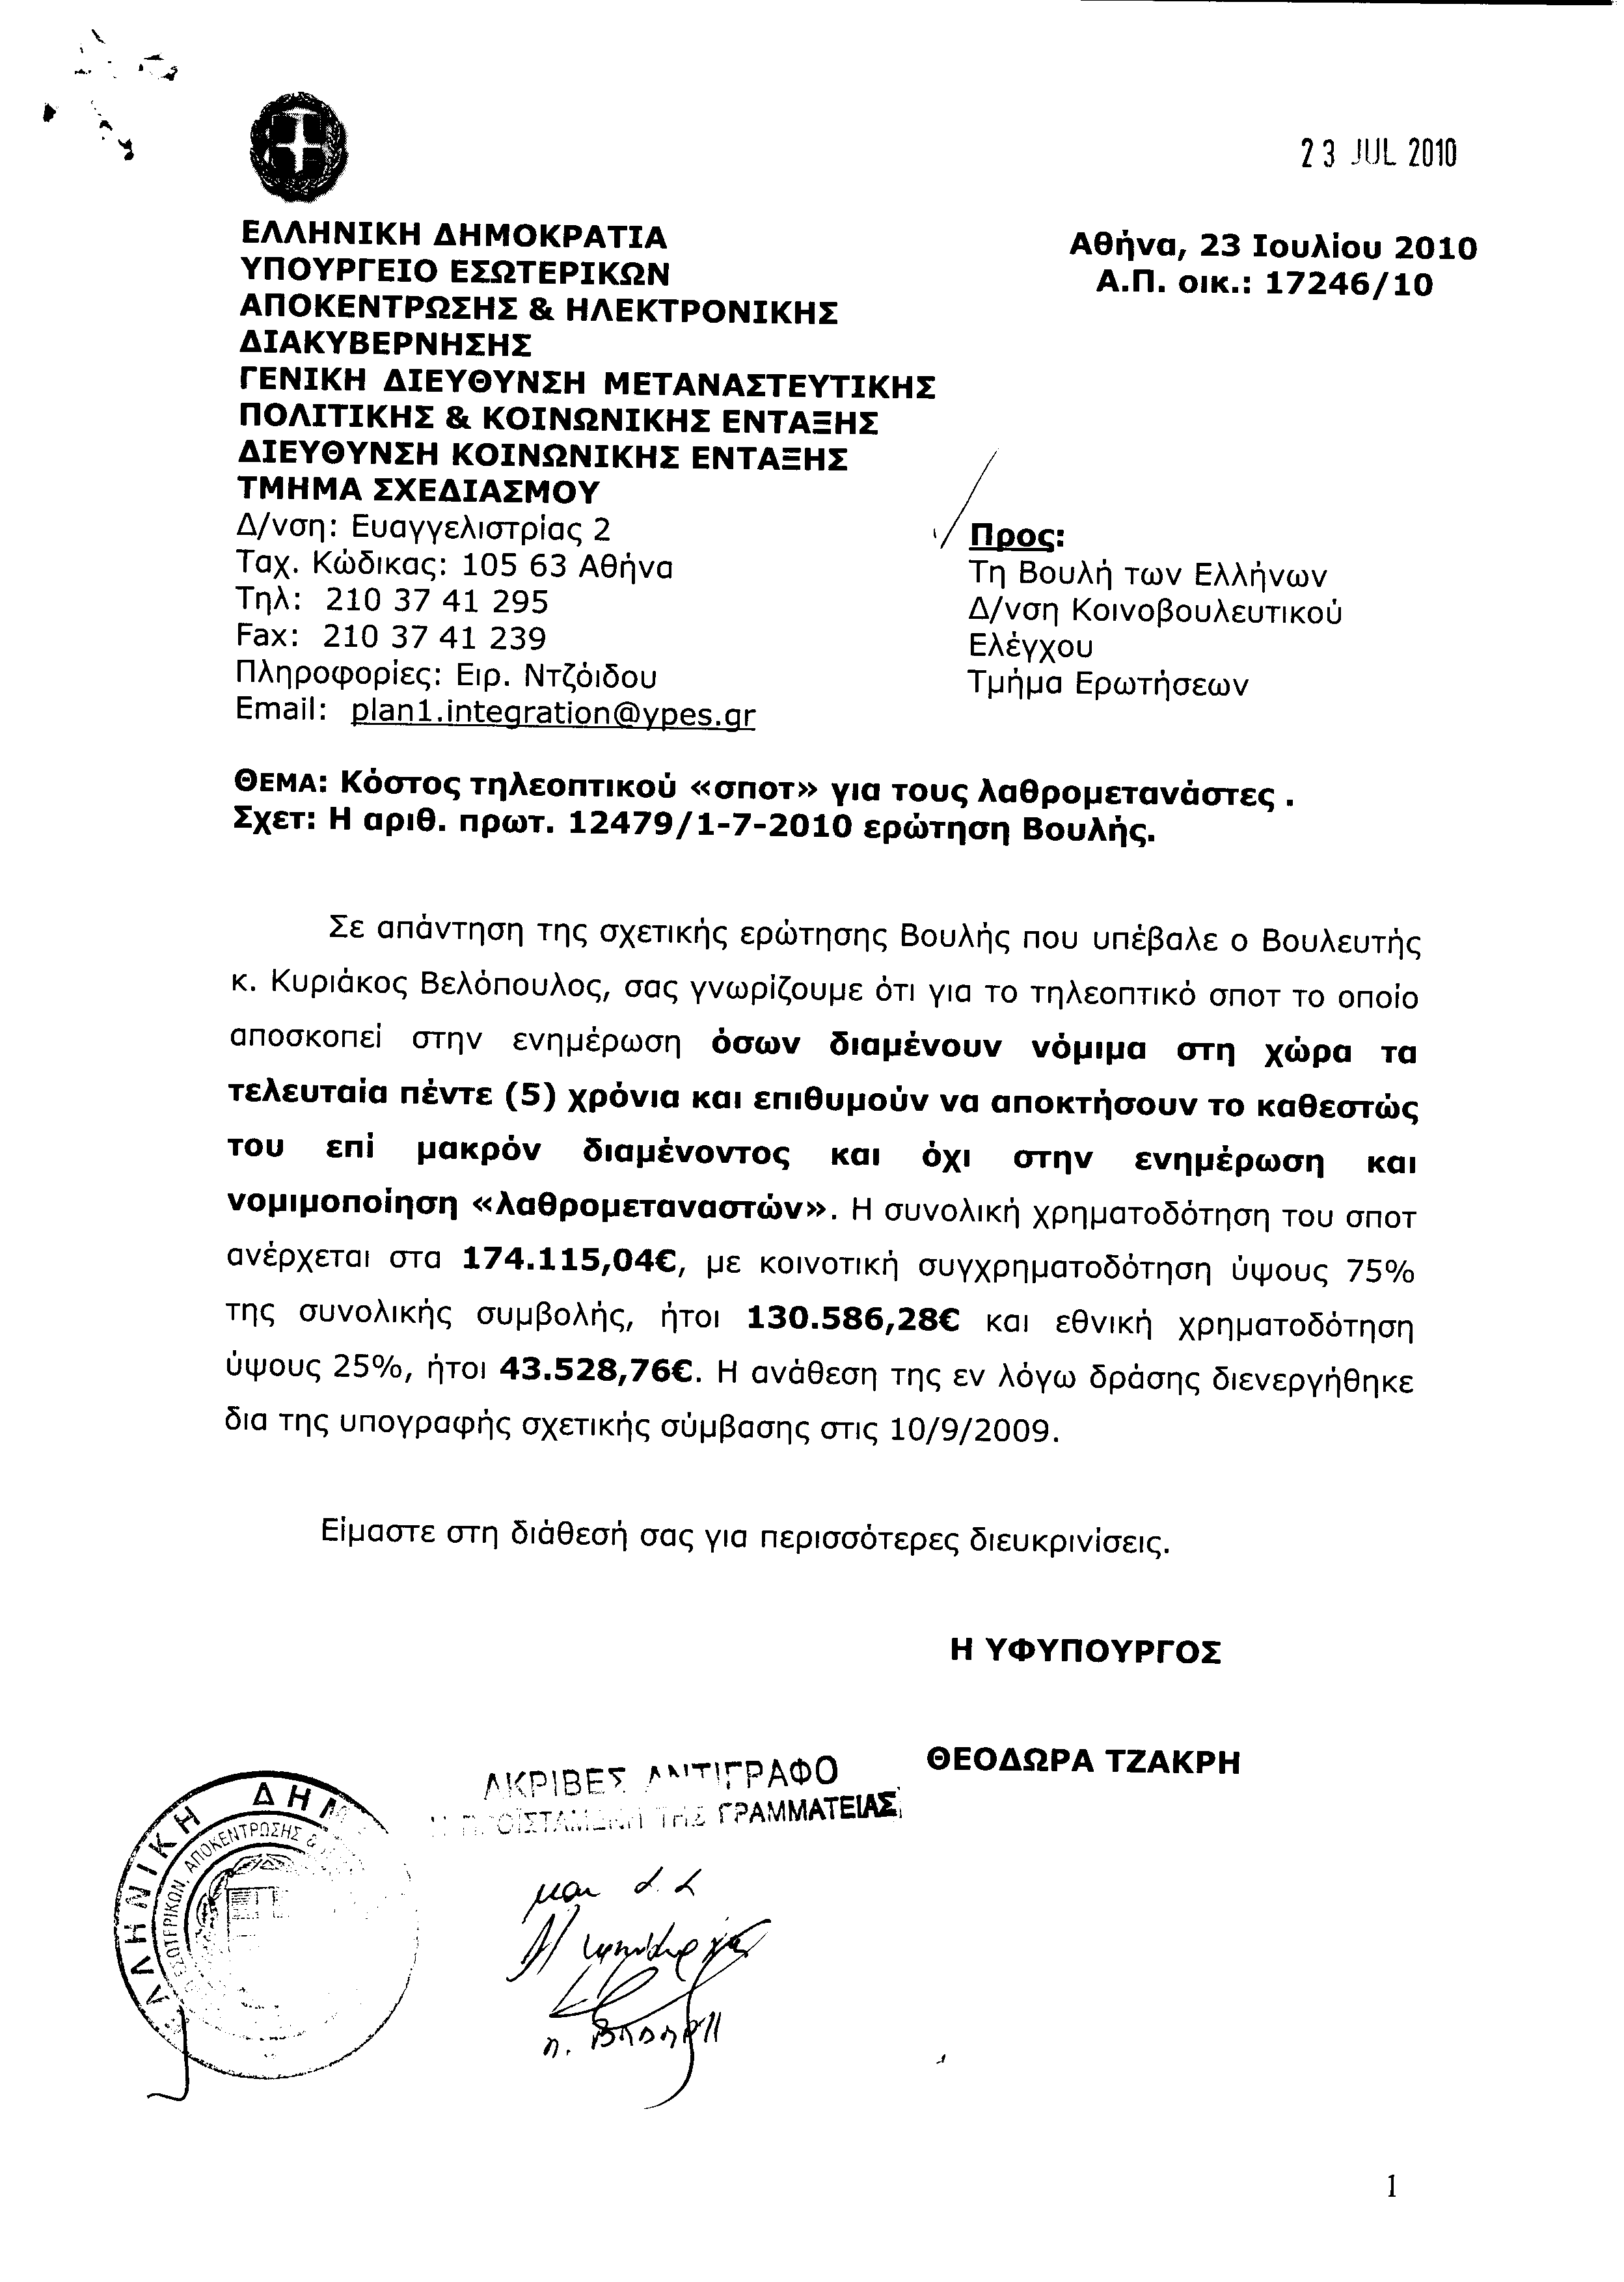 23 JUL 2010
ΕΛΛΗΝΙΚΗ ΔΗΜΟΚΡΑΤΙΑ
ΥΠΟΥΡΓΕΙΟ ΕΣΩΤΕΡΙΚΩΝ
ΑΠΟΚΕΝΤΡΩΣΗΣ & ΗΛΕΚΤΡΟΝΙΚΗΣ
ΔΙΑΚΥΒΕΡΝΗΣΗΣ
ΓΕΝΙΚΗ ΔΙΕΥΘΥΝΣΗ ΜΕΤΑΝΑΣΤΕΥΤΙΚΗΣ
ΠΟΛΙΤΙΚΗΣ & ΚΟΙΝΩΝΙΚΗΣ ΕΝΤΑΞΗΣ
ΔΙΕΥΘΥΝΣΗ ΚΟΙΝΩΝΙΚΗΣ ΕΝΤΑΞΗΣ
ΤΜΗΜΑ ΣΧΕΔΙΑΣΜΟΥ
Δ/νση: Ευαγγελιστρίας 2
Ταχ. Κώδικας: 105 63 Αθήνα
Τηλ: 210 37 41 295
Fax: 210 37 41 239
Πληροφορίες: Ειρ. Ντζόιδου
Email: plan1.integration@ypes.gr
Αθήνα, 23 Ιουλίου 2010
Α.Π. οικ.: 17246/10
Προς:
Τη Βουλή των Ελλήνων
Δ/νση Κοινοβουλευτικού
Ελέγχου
Τμήμα Ερωτήσεων
ΘΕΜΑ: Κόστος τηλεοπτικού «σποτ» για τους λαθρομετανάστες .
Σχετ: Η αριθ. πρωτ. 12479/1-7-2010 ερώτηση Βουλής.
Σε απάντηση της σχετικής ερώτησης Βουλής που υπέβαλε ο Βουλευτής
κ. Κυριάκος Βελόπουλος, σας γνωρίζουμε ότι για το τηλεοπτικό σποτ το οποίο
αποσκοπεί στην ενημέρωση όσων διαμένουν νόμιμα στη χώρα τα
τελευταία πέντε (5) χρόνια και επιθυμούν να αποκτήσουν το καθεστώς
του επί μακρόν διαμένοντος και όχι στην ενημέρωση και
νομιμοποίηση «λαθρομεταναστών». Η συνολική χρηματοδότηση του σποτ
ανέρχεται στα 174.115,04€, με κοινοτική συγχρηματοδότηση ύψους 75%
της συνολικής συμβολής, ήτοι 130.586,28€ και εθνική χρηματοδότηση
ύψους 25%, ήτοι 43.528,76€. Η ανάθεση της εν λόγω δράσης διενεργήθηκε
δια της υπογραφής σχετικής σύμβασης στις 10/9/2009.
Είμαστε στη διάθεσή σας για περισσότερες διευκρινίσεις.
Η ΥΦΥΠΟΥΡΓΟΣ
ΘΕΟΔΩΡΑ ΤΖΑΚΡΗ
ΑΚΡΙΒΕΣ ΑΝΤΙΓΡΑΦΟ
Η ΠΡΟΪΣΤΑΜΕΝΗ ΤΗΣ ΓΡΑΜΜΑΤΕΙΑΣ
ΕΛΛΗΝΙΚΗ ΔΗΜ
ΕΣΩΤΕΡΙΚΩΝ, ΑΠΟΚΕΝΤΡΩΣΗΣ &
1